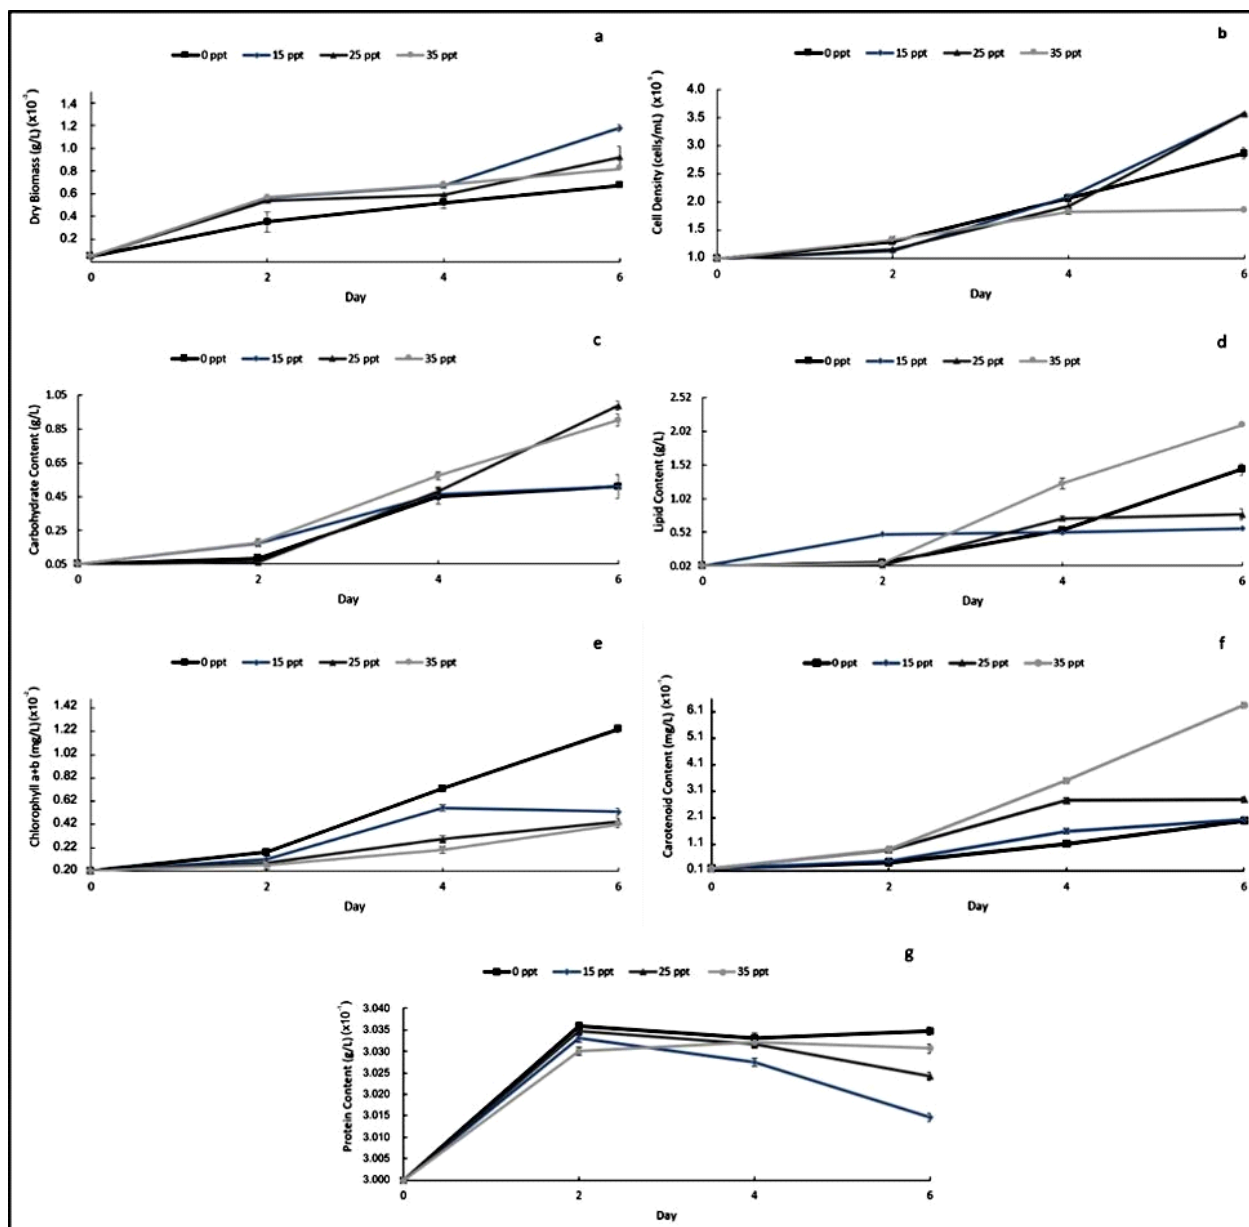 a
0 ppt 15 ppt 25 ppt 35 ppt
Dry Biomass (g/L) (x10⁻³)
1.4
1.2
1.0
0.8
0.6
0.4
0.2
0 2 4 6
Day
b
0 ppt 15 ppt 25 ppt 35 ppt
Cell Density (cells/mL) (x10
4.0
3.5
3.0
2.5
2.0
1.5
1.0
0 2 4 6
Day
c
0 ppt 15 ppt 25 ppt 35 ppt
Carbohydrate Content (g/L)
1.05
0.85
0.65
0.45
0.25
0.05
0 2 4 6
Day
d
0 ppt 15 ppt 25 ppt 35 ppt
Lipid Content (g/L)
2.52
2.02
1.52
1.02
0.52
0.02
0 2 4 6
Day
e
0 ppt 15 ppt 25 ppt 35 ppt
Chlorophyll a+b (mg/L) (x10
1.42
1.22
1.02
0.82
0.62
0.42
0.22
0.20
0 2 4 6
Day
f
0 ppt 15 ppt 25 ppt 35 ppt
Carotenoid Content (mg/L) (x10
6.1
5.1
4.1
3.1
2.1
1.1
0.1
0 2 4 6
Day
g
0 ppt 15 ppt 25 ppt 35 ppt
Protein Content (g/L) (x10
3.040
3.035
3.030
3.025
3.020
3.015
3.010
3.005
3.000
0 2 4 6
Day